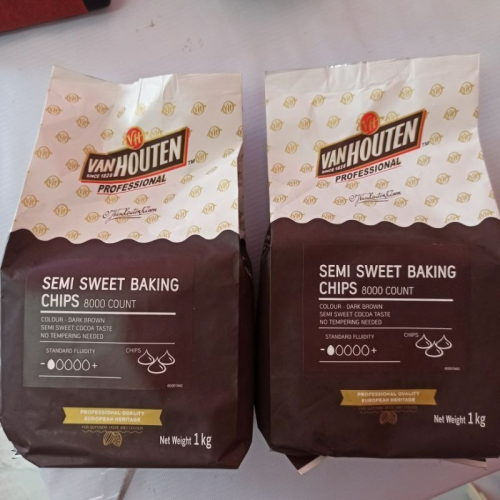 VH
VAN HOUTEN
SINCE 1828
PROFESSIONAL
SEMI SWEET BAKING
CHIPS 8000 COUNT
COLOUR - DARK BROWN
SEMI SWEET COCOA TASTE
NO TEMPERING NEEDED
STANDARD FLUIDITY
CHIPS
- +
PROFESSIONAL QUALITY
EUROPEAN HERITAGE
Net Weight 1 kg
VH
VAN HOUTEN
SINCE 1828
PROFESSIONAL
SEMI SWEET BAKING
CHIPS 8000 COUNT
COLOUR - DARK BROWN
SEMI SWEET COCOA TASTE
NO TEMPERING NEEDED
STANDARD FLUIDITY
CHIPS
- +
PROFESSIONAL QUALITY
EUROPEAN HERITAGE
Net Weight 1 kg